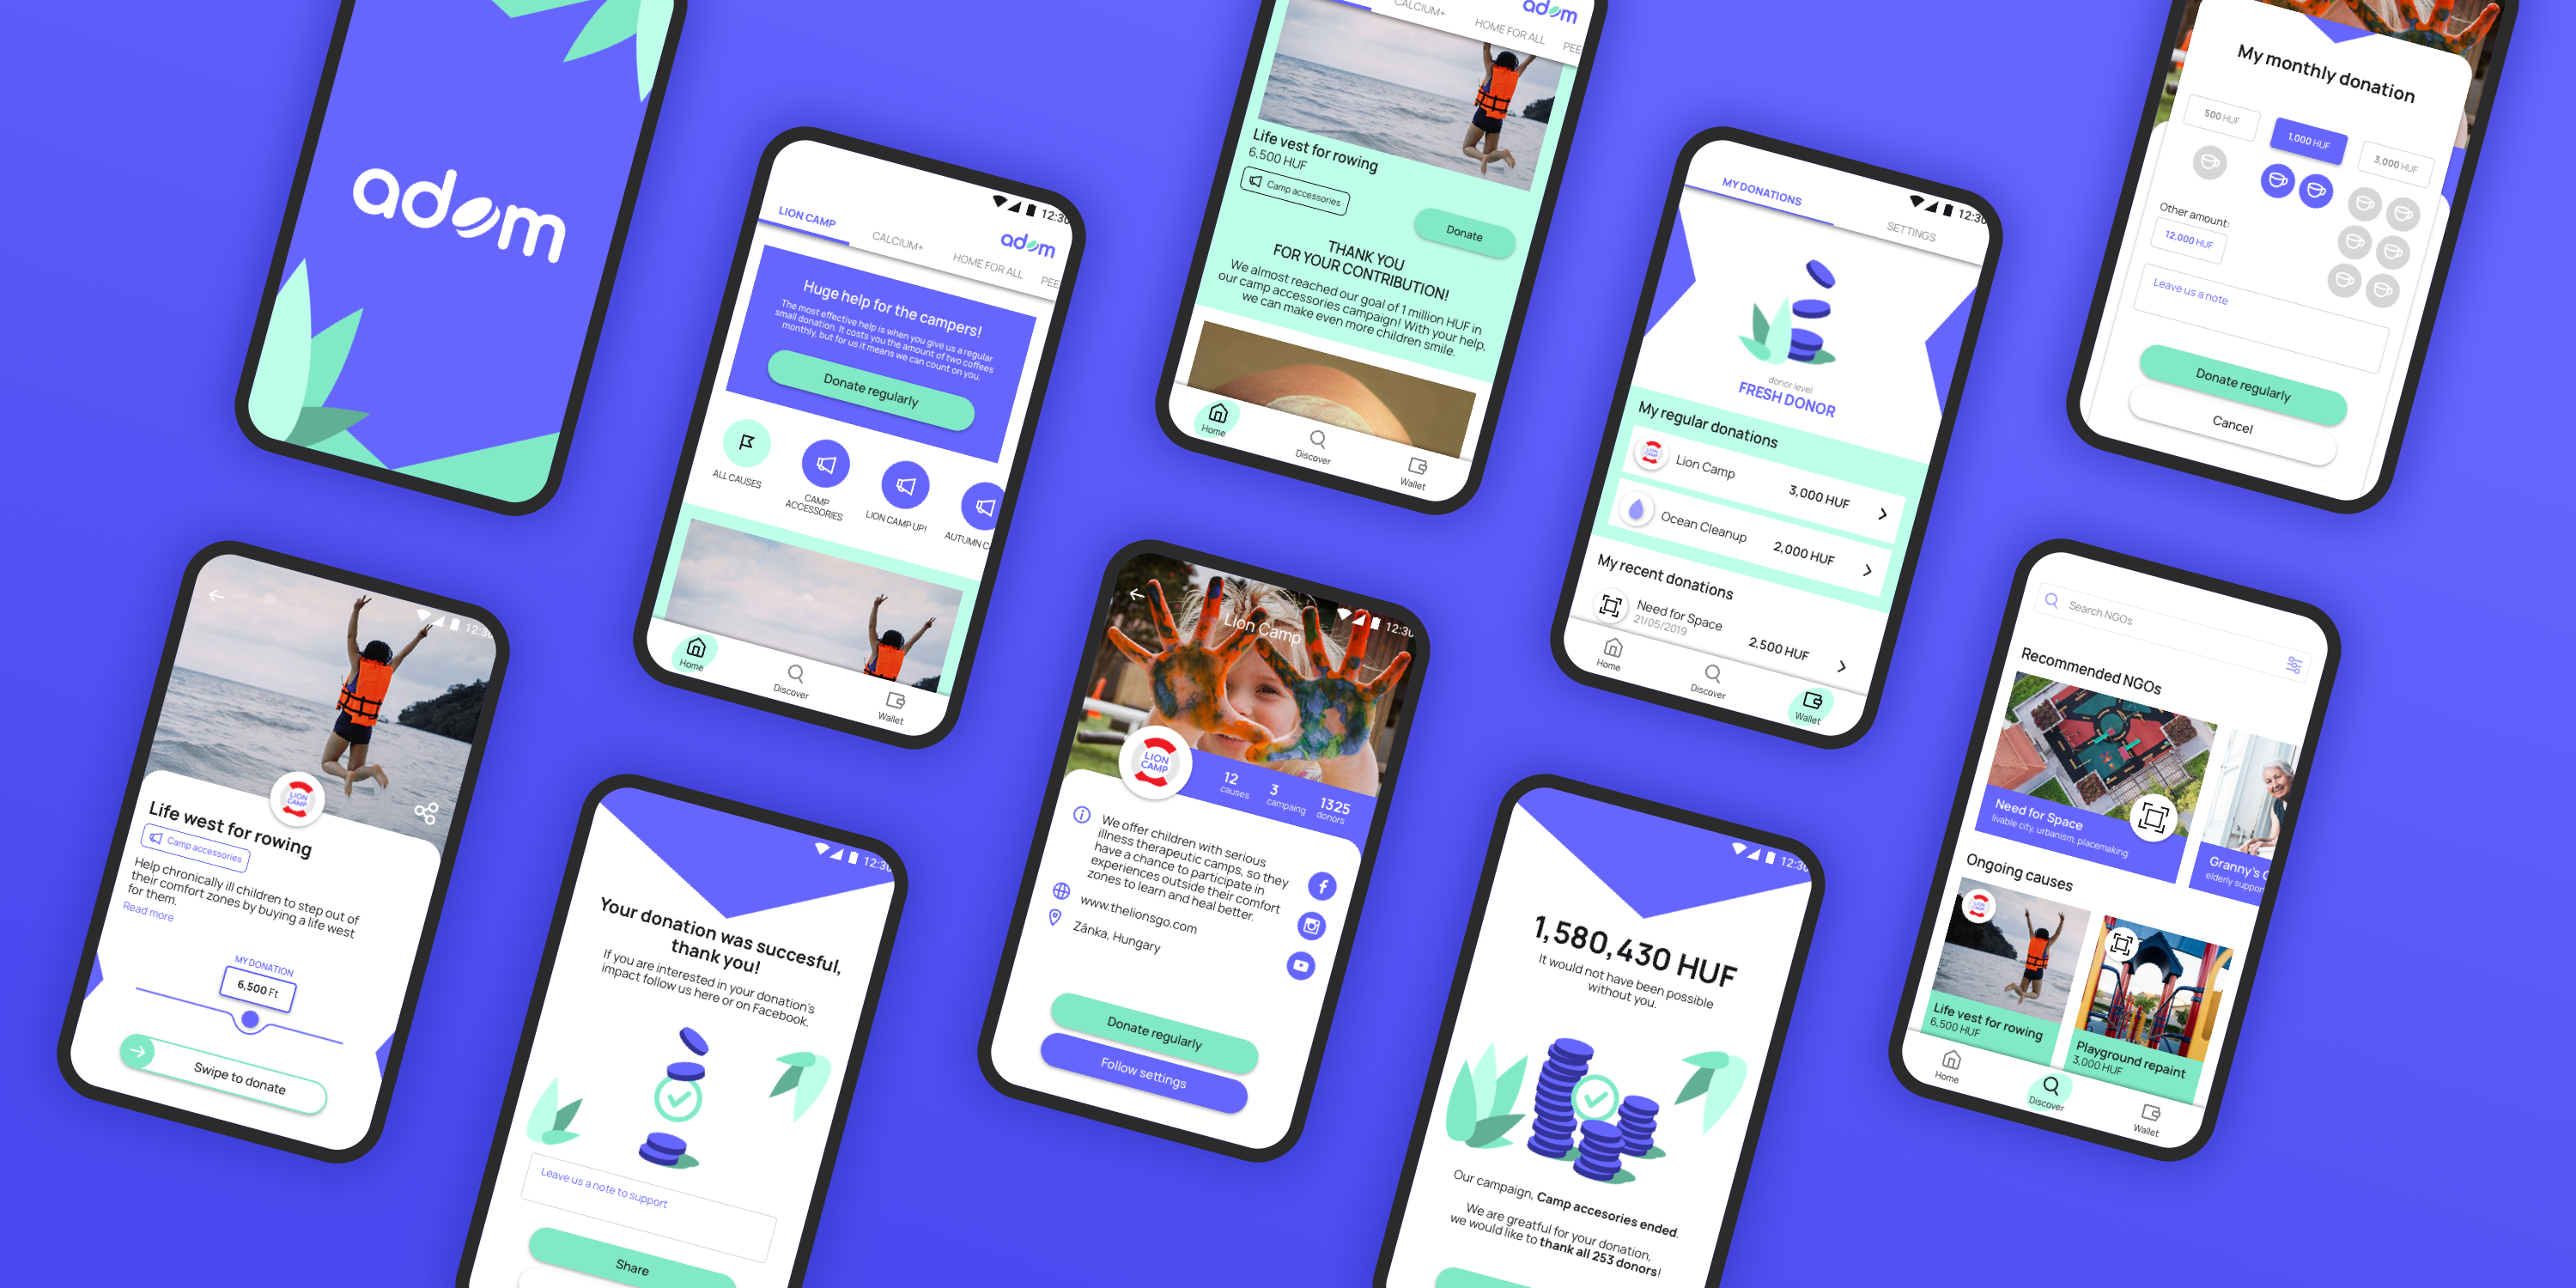 adom
LION CAMP
CALCIUM+
HOME FOR ALL
PEE
adom
12:30
Huge help for the campers!
The most effective help is when you give us a regular
small donation. It costs you the amount of two coffees
monthly, but for us it means we can count on you.
Donate regularly
ALL CAUSES
CAMP
ACCESSORIES
LION CAMP UP!
AUTUMN C
Home
Discover
Wallet
CALCIUM+
HOME FOR ALL
PEE
adom
Life vest for rowing
6,500 HUF
Camp accessories
Donate
THANK YOU
FOR YOUR CONTRIBUTION!
We almost reached our goal of 1 million HUF in
our camp accessories campaign! With your help,
we can make even more children smile.
Home
Discover
Wallet
12:30
MY DONATIONS
SETTINGS
donor level
FRESH DONOR
My regular donations
LION CAMP
Lion Camp
3,000 HUF
Ocean Cleanup
2,000 HUF
My recent donations
Need for Space
21/05/2019
2,500 HUF
Home
Discover
Wallet
My monthly donation
500 HUF
1,000 HUF
3,000 HUF
Other amount:
12,000 HUF
Leave us a note
Donate regularly
Cancel
12:30
LION
CAMP
Life west for rowing
Camp accessories
Help chronically ill children to step out of
their comfort zones by buying a life west
for them.
Read more
MY DONATION
6,500 Ft
Swipe to donate
12:30
Your donation was succesful,
thank you!
If you are interested in your donation's
impact follow us here or on Facebook.
Leave us a note to support
Share
12:30
Lion Camp
LION
CAMP
12
causes
3
campaing
1325
donors
We offer children with serious
illness therapeutic camps, so they
have a chance to participate in
experiences outside their comfort
zones to learn and heal better.
www.thelionsgo.com
Zánka, Hungary
Donate regularly
Follow settings
12:30
1,580,430 HUF
It would not have been possible
without you.
Our campaign, Camp accesories ended.
We are greatful for your donation,
we would like to thank all 253 donors!
Search NGOs
Recommended NGOs
Need for Space
livable city, urbanism, placemaking
Granny's
elderly suppor
Ongoing causes
LION
CAMP
Life vest for rowing
6,500 HUF
Playground repaint
3,000 HUF
Home
Discover
Wallet